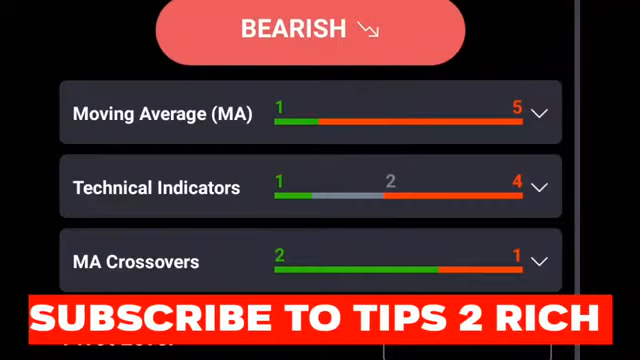 BEARISH
Moving Average (MA) 1 5
Technical Indicators 1 2 4
MA Crossovers 2 1
SUBSCRIBE TO TIPS 2 RICH